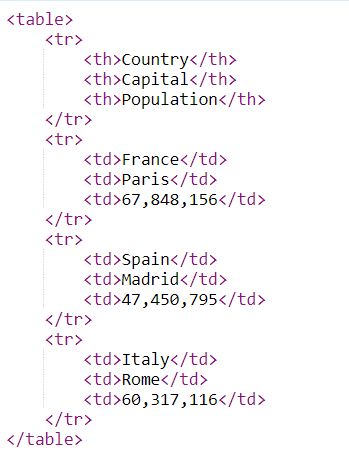 <table>
    <tr>
        <th>Country</th>
        <th>Capital</th>
        <th>Population</th>
    </tr>
    <tr>
        <td>France</td>
        <td>Paris</td>
        <td>67,848,156</td>
    </tr>
    <tr>
        <td>Spain</td>
        <td>Madrid</td>
        <td>47,450,795</td>
    </tr>
    <tr>
        <td>Italy</td>
        <td>Rome</td>
        <td>60,317,116</td>
    </tr>
</table>